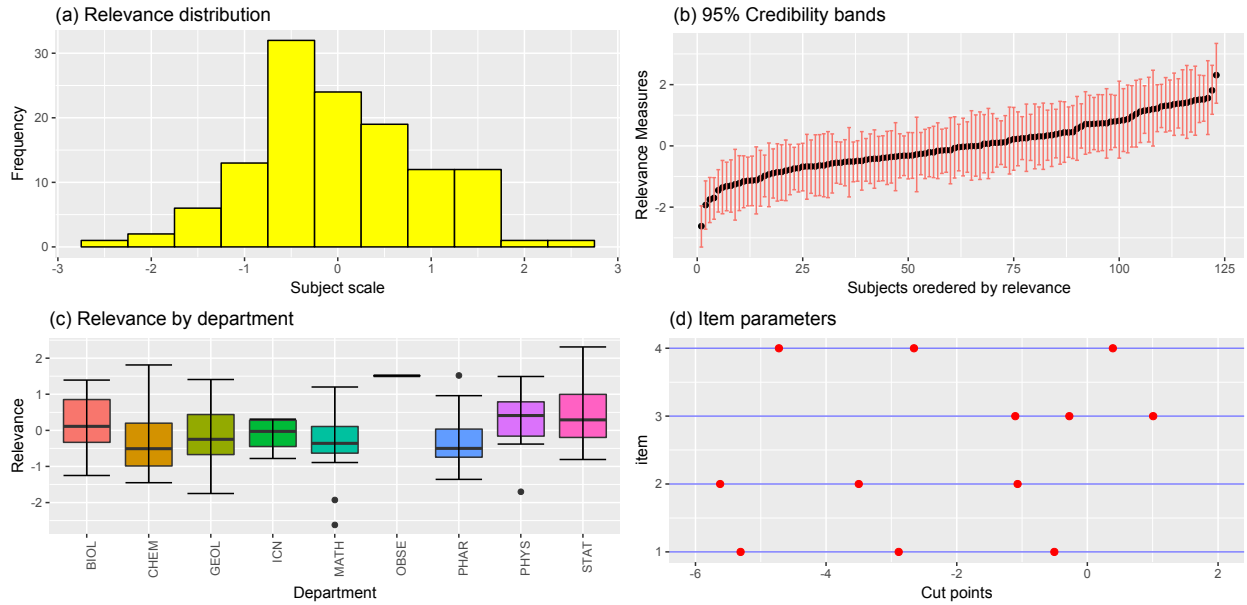 (a) Relevance distribution
Frequency
30
20
10
0
-3 -2 -1 0 1 2 3
Subject scale
(b) 95% Credibility bands
Relevance Measures
2
0
-2
0 25 50 75 100 125
Subjects oredered by relevance
(c) Relevance by department
Relevance
2
1
0
-1
-2
BIOL CHEM GEOL ICN MATH OBSE PHAR PHYS STAT
Department
(d) Item parameters
item
4
3
2
1
-6 -4 -2 0 2
Cut points